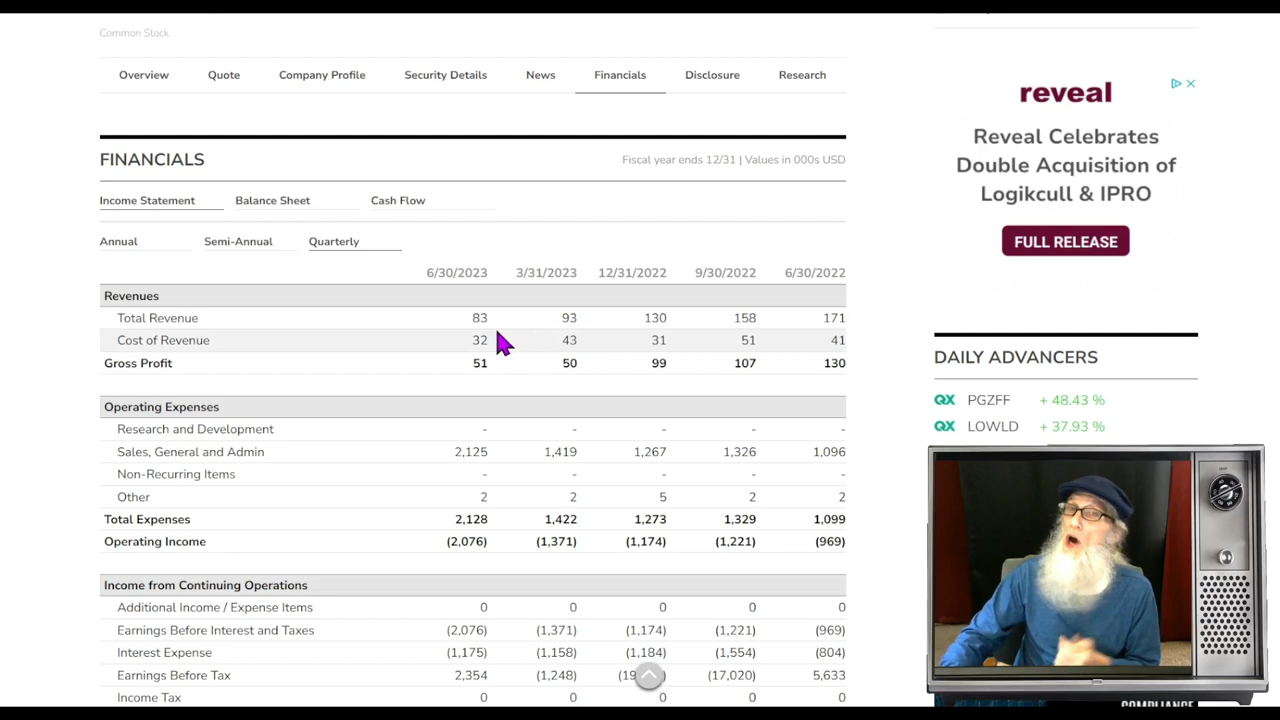 Common Stock
Overview Quote Company Profile Security Details News Financials Disclosure Research
FINANCIALS Fiscal year ends 12/31 | Values in 000s USD
Income Statement Balance Sheet Cash Flow
Annual Semi-Annual Quarterly
6/30/2023 3/31/2023 12/31/2022 9/30/2022 6/30/2022
Revenues
Total Revenue 83 93 130 158 171
Cost of Revenue 32 43 31 51 41
Gross Profit 51 50 99 107 130
Operating Expenses
Research and Development - - - - -
Sales, General and Admin 2,125 1,419 1,267 1,326 1,096
Non-Recurring Items - - - - -
Other 2 2 5 2 2
Total Expenses 2,128 1,422 1,273 1,329 1,099
Operating Income (2,076) (1,371) (1,174) (1,221) (969)
Income from Continuing Operations
Additional Income / Expense Items 0 0 0 0 0
Earnings Before Interest and Taxes (2,076) (1,371) (1,174) (1,221) (969)
Interest Expense (1,175) (1,158) (1,184) (1,554) (804)
Earnings Before Tax 2,354 (1,248) (17,020) 5,633
Income Tax 0 0 0 0 0
reveal
Reveal Celebrates
Double Acquisition of
Logikcull & IPRO
FULL RELEASE
DAILY ADVANCERS
QX PGZFF + 48.43 %
QX LOWLD + 37.93 %
COMPLIANCE